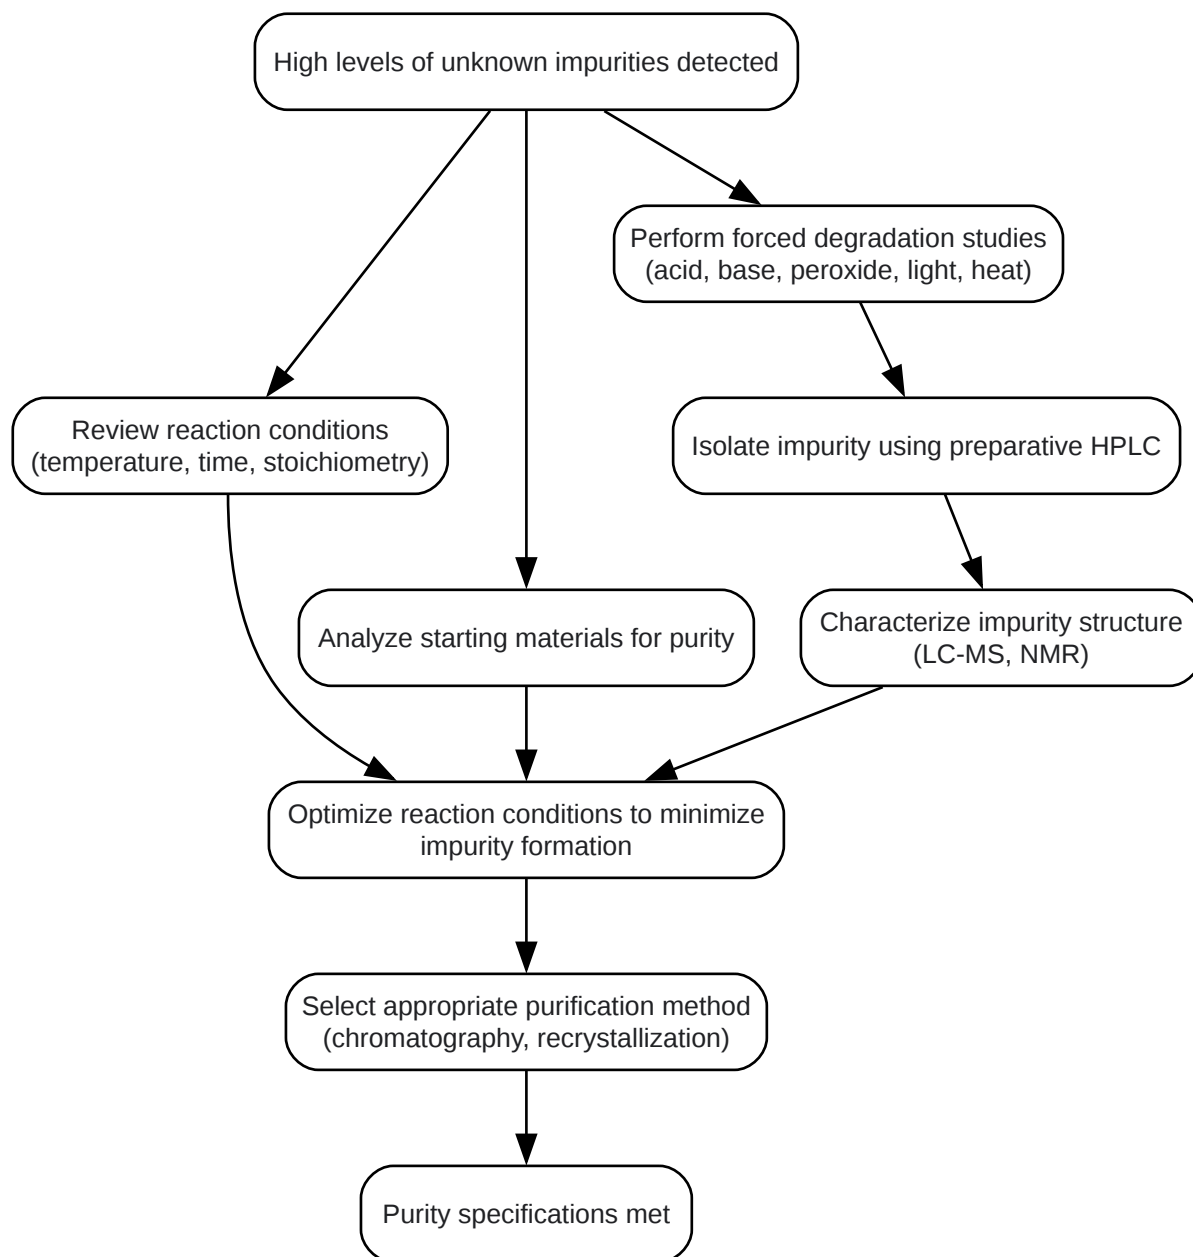 High levels of unknown impurities detected
Perform forced degradation studies
(acid, base, peroxide, light, heat)
Review reaction conditions
(temperature, time, stoichiometry)
Isolate impurity using preparative HPLC
Analyze starting materials for purity
Characterize impurity structure
(LC-MS, NMR)
Optimize reaction conditions to minimize
impurity formation
Select appropriate purification method
(chromatography, recrystallization)
Purity specifications met